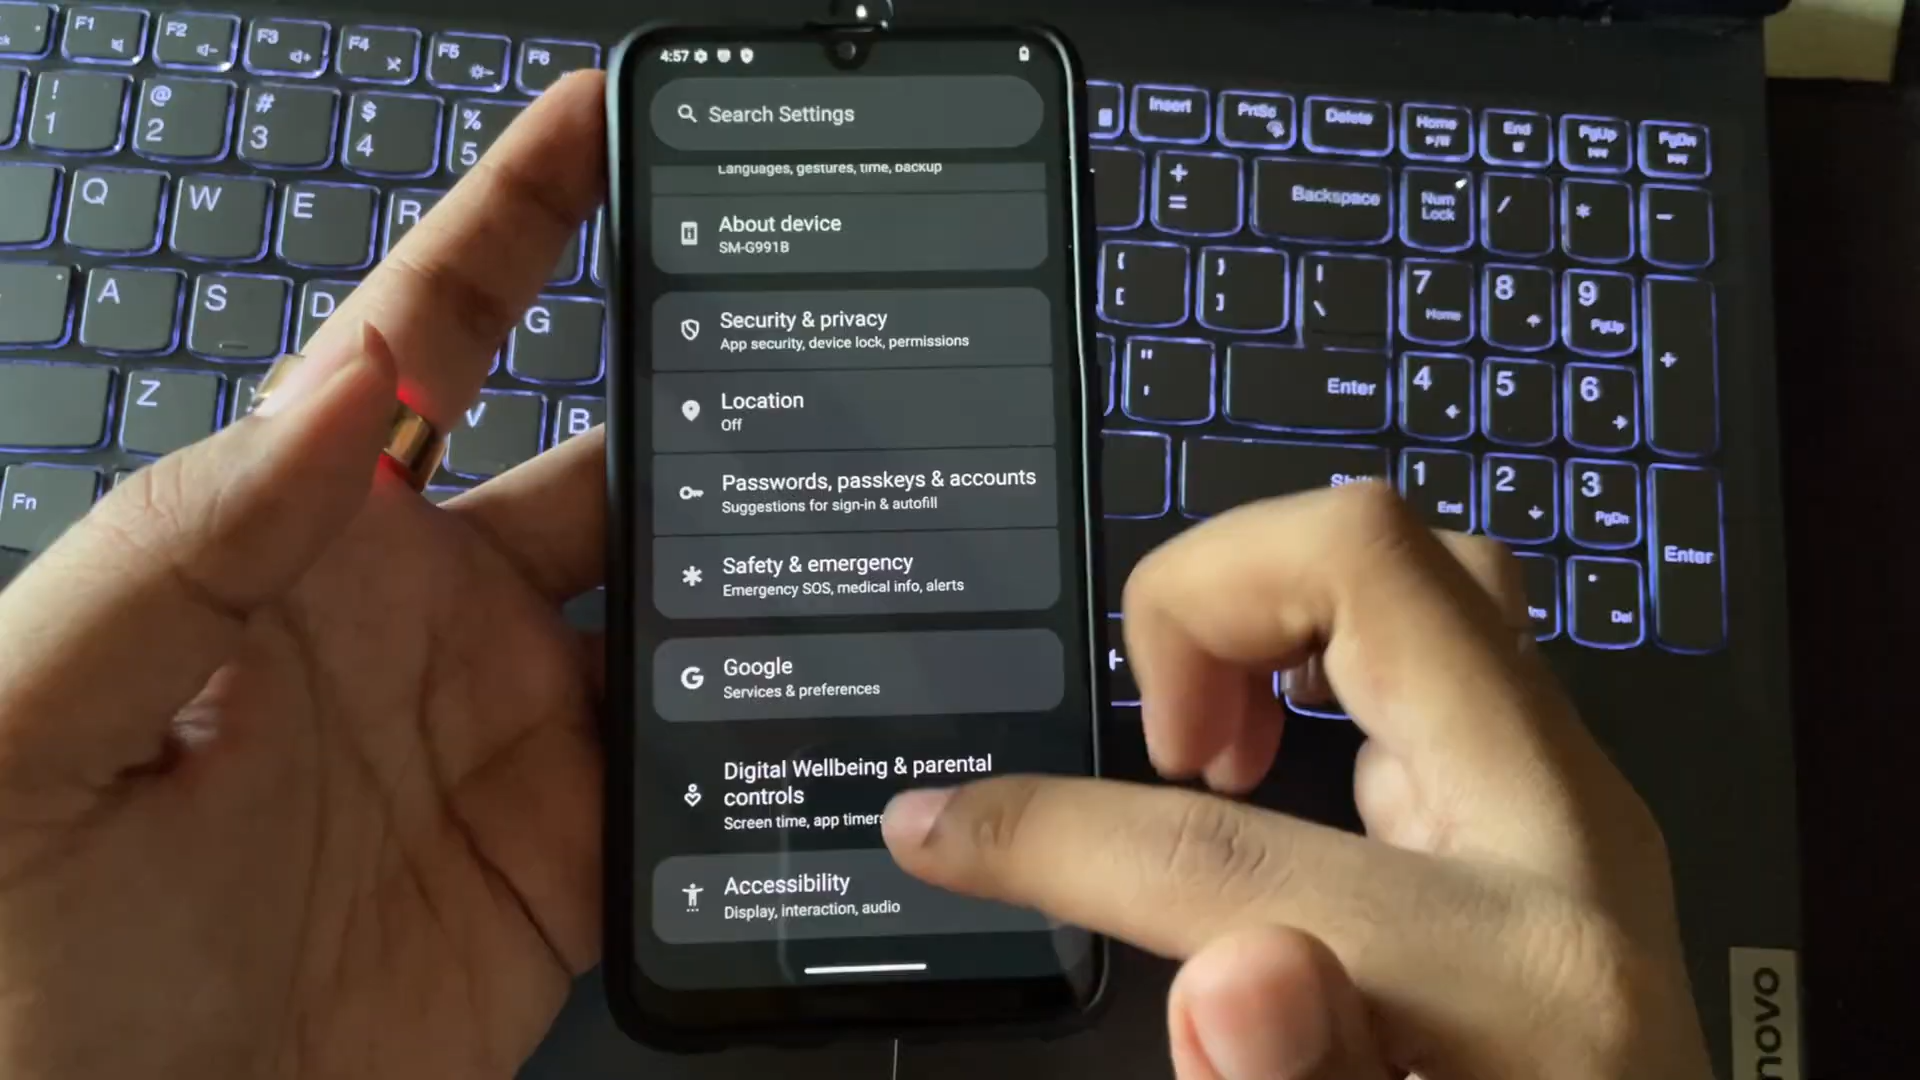 4:57
Search Settings
Languages, gestures, time, backup
About device
SM-G991B
Security & privacy
App security, device lock, permissions
Location
Off
Passwords, passkeys & accounts
Suggestions for sign-in & autofill
Safety & emergency
Emergency SOS, medical info, alerts
Google
Services & preferences
Digital Wellbeing & parental
controls
Screen time, app timers
Accessibility
Display, interaction, audio
F1 F2 F3 F4 F5 F6
! @ # $ %
1 2 3 4 5
Q W E R
A S D G
Z V B
Fn
Insert PrtSc Delete Home End PgUp PgDn
+ = Backspace Num Lock / * -
{ [ } ] | \ 7 Home 8 9 PgUp +
" ' Enter 4 5 6
Shift 1 End 2 3 PgDn Enter
. Del
novo